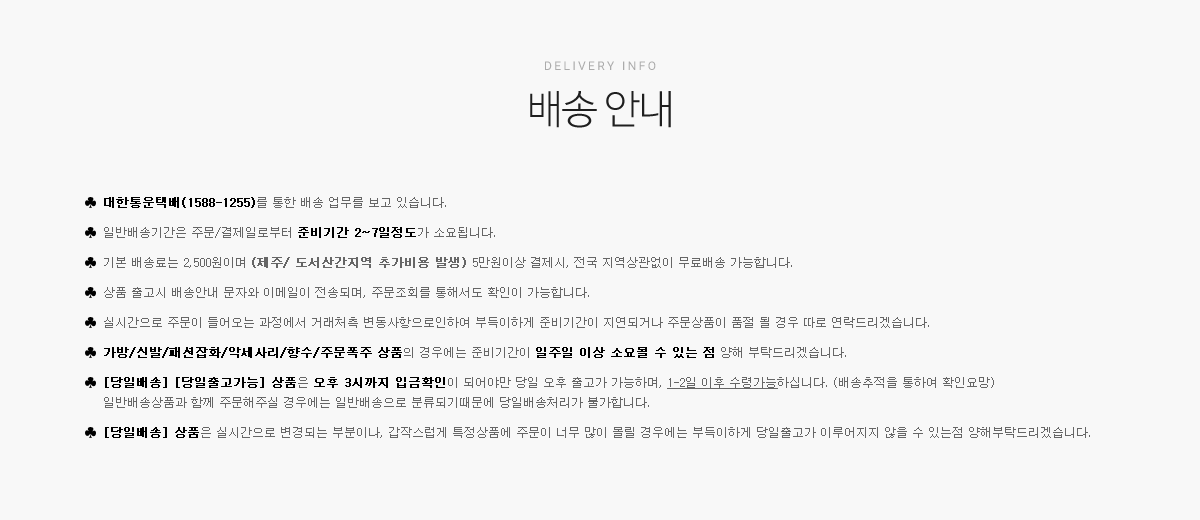 DELIVERY INFO
배송 안내
♣ 대한통운택배(1588-1255)를 통한 배송 업무를 보고 있습니다.
♣ 일반배송기간은 주문/결제일로부터 준비기간 2~7일정도가 소요됩니다.
♣ 기본 배송료는 2,500원이며 (제주/ 도서산간지역 추가비용 발생) 5만원이상 결제시, 전국 지역상관없이 무료배송 가능합니다.
♣ 상품 출고시 배송안내 문자와 이메일이 전송되며, 주문조회를 통해서도 확인이 가능합니다.
♣ 실시간으로 주문이 들어오는 과정에서 거래처측 변동사항으로인하여 부득이하게 준비기간이 지연되거나 주문상품이 품절 될 경우 따로 연락드리겠습니다.
♣ 가방/신발/패션잡화/악세사리/향수/주문폭주 상품의 경우에는 준비기간이 일주일 이상 소요될 수 있는 점 양해 부탁드리겠습니다.
♣ [당일배송] [당일출고가능] 상품은 오후 3시까지 입금확인이 되어야만 당일 오후 출고가 가능하며, 1-2일 이후 수령가능하십니다. (배송추적을 통하여 확인요망)
일반배송상품과 함께 주문해주실 경우에는 일반배송으로 분류되기때문에 당일배송처리가 불가합니다.
♣ [당일배송] 상품은 실시간으로 변경되는 부분이나, 갑작스럽게 특정상품에 주문이 너무 많이 몰릴 경우에는 부득이하게 당일출고가 이루어지지 않을 수 있는점 양해부탁드리겠습니다.